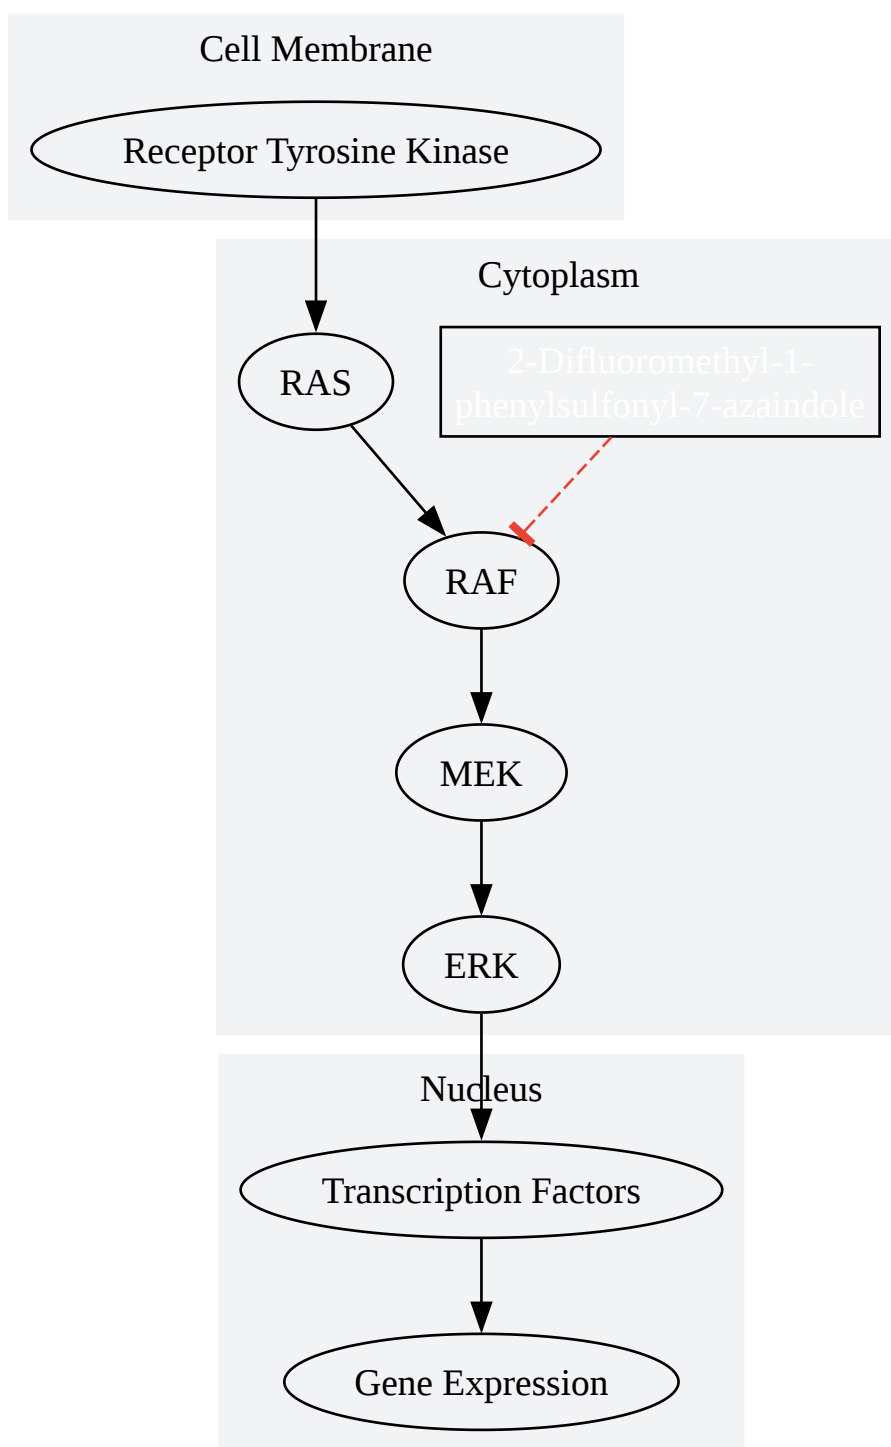 Cell Membrane
Receptor Tyrosine Kinase
Cytoplasm
2-Difluoromethyl-1-
phenylsulfonyl-7-azaindole
RAS
RAF
MEK
ERK
Nucleus
Transcription Factors
Gene Expression